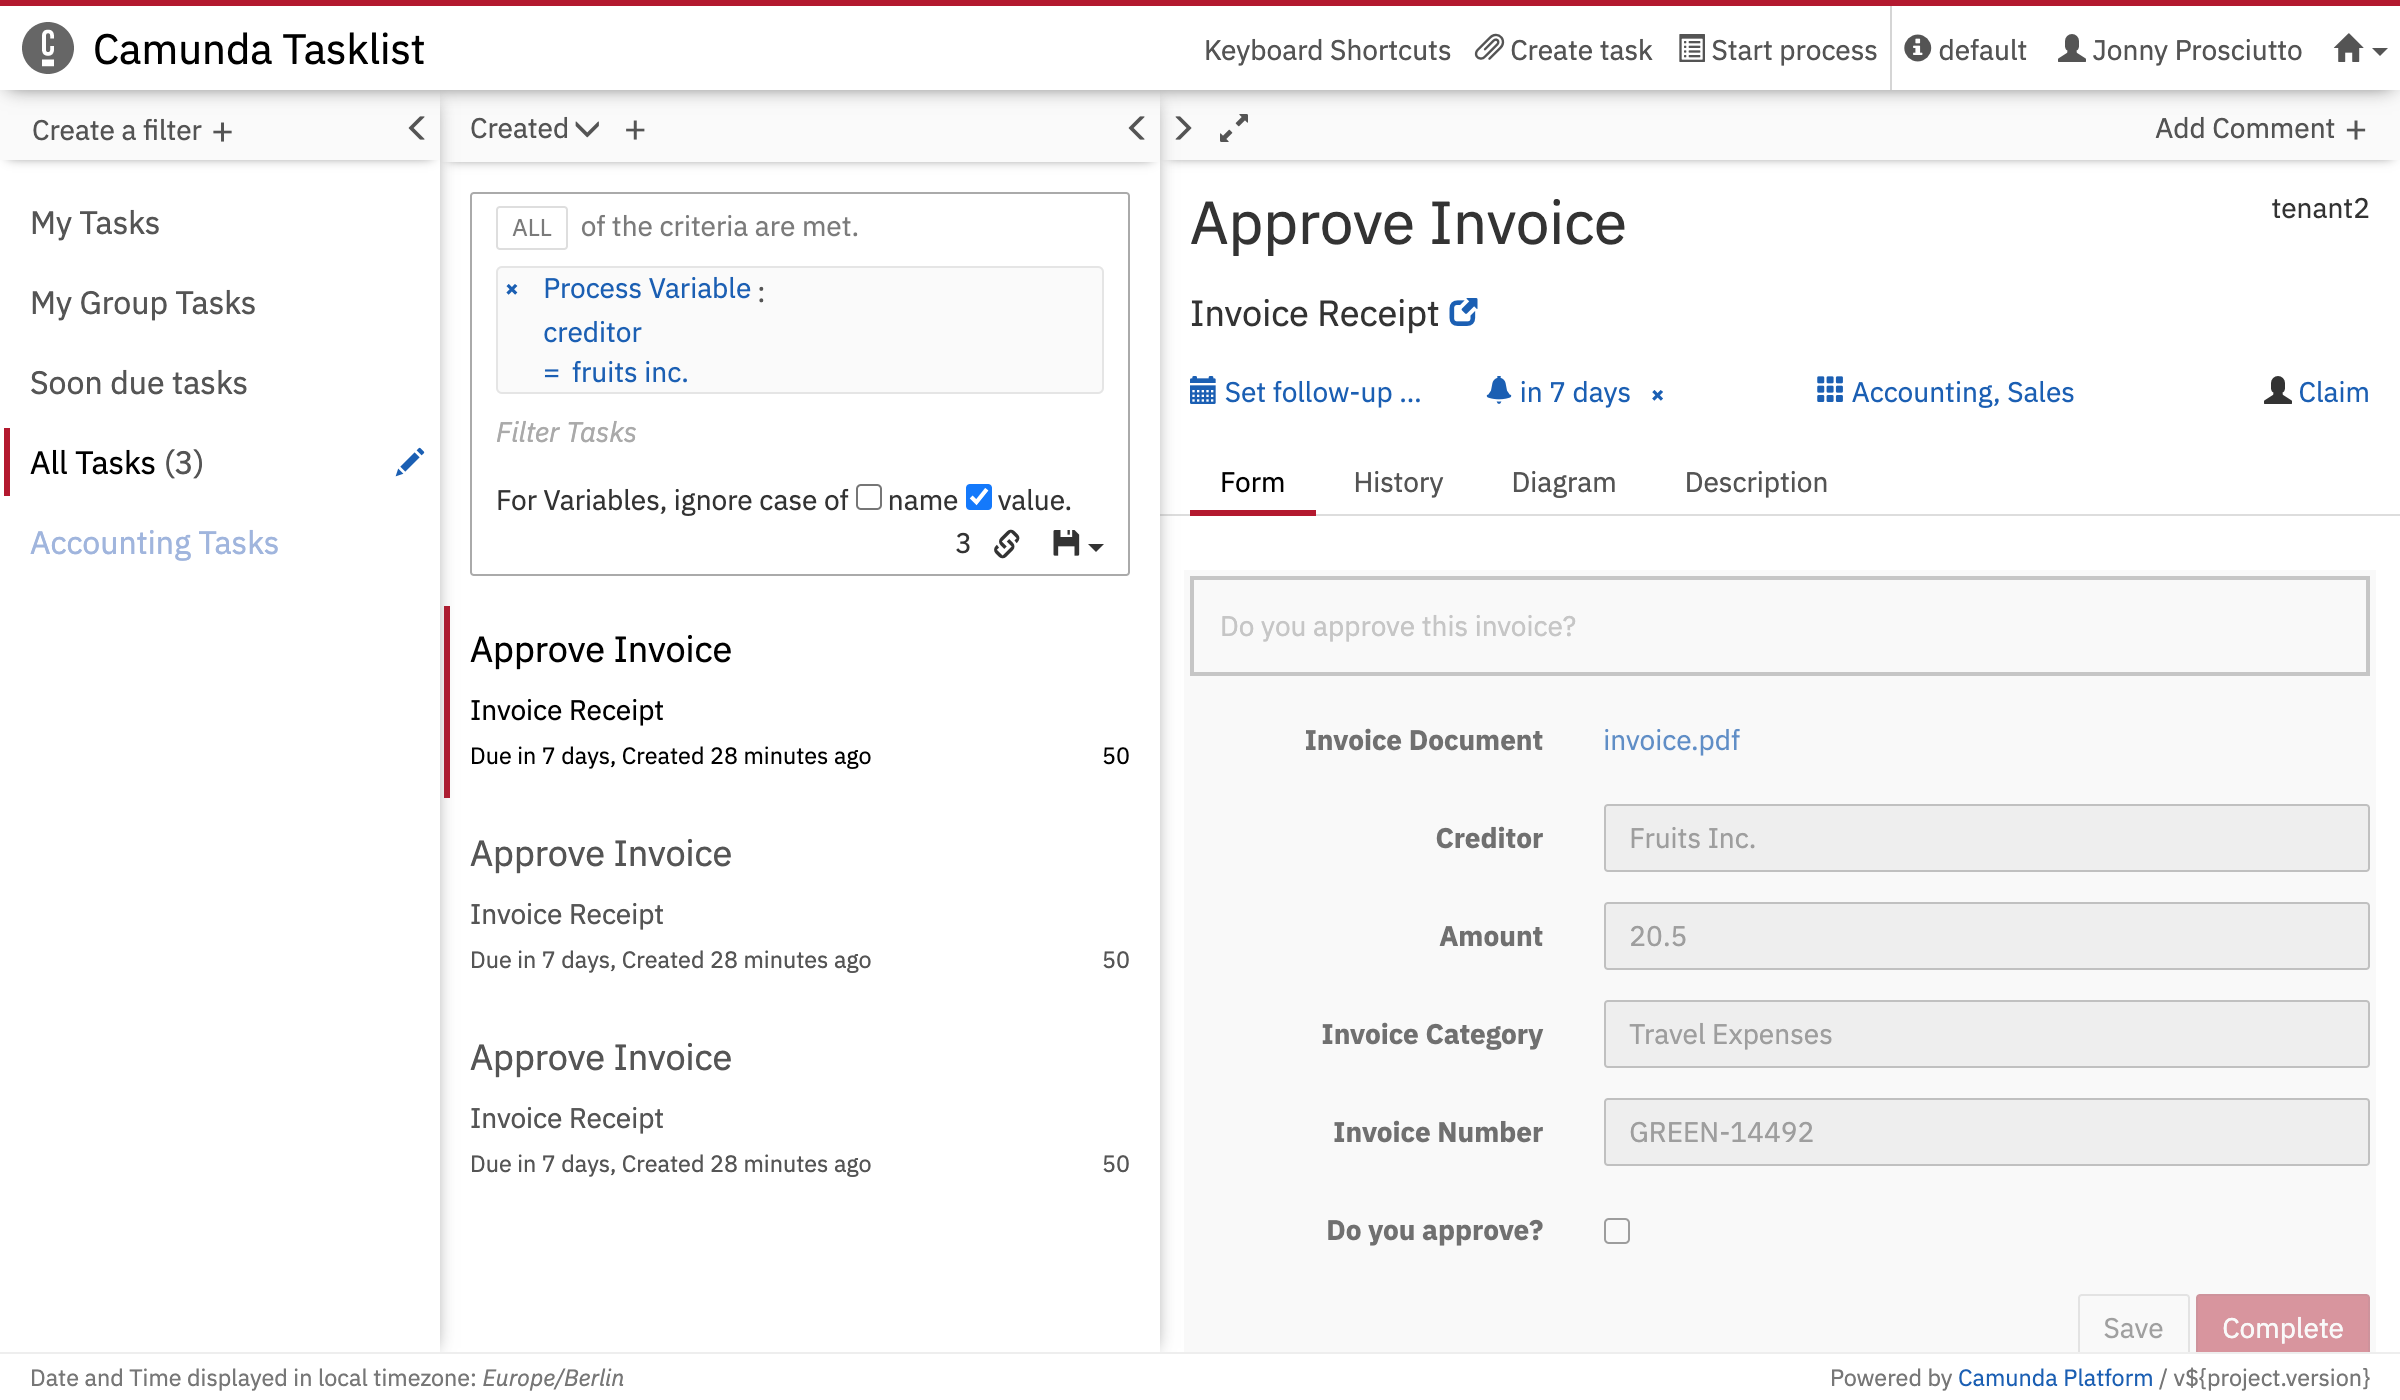 Camunda Tasklist
Keyboard Shortcuts Create task Start process default Jonny Prosciutto
Create a filter +
My Tasks
My Group Tasks
Soon due tasks
All Tasks (3)
Accounting Tasks
Created +
ALL of the criteria are met.
× Process Variable :
creditor
= fruits inc.
Filter Tasks
For Variables, ignore case of name value.
3
Approve Invoice
Invoice Receipt
Due in 7 days, Created 28 minutes ago 50
Approve Invoice
Invoice Receipt
Due in 7 days, Created 28 minutes ago 50
Approve Invoice
Invoice Receipt
Due in 7 days, Created 28 minutes ago 50
Add Comment +
Approve Invoice
tenant2
Invoice Receipt
Set follow-up ... in 7 days × Accounting, Sales Claim
Form History Diagram Description
Do you approve this invoice?
Invoice Document invoice.pdf
Creditor Fruits Inc.
Amount 20.5
Invoice Category Travel Expenses
Invoice Number GREEN-14492
Do you approve?
Save Complete
Date and Time displayed in local timezone: Europe/Berlin
Powered by Camunda Platform / v${project.version}